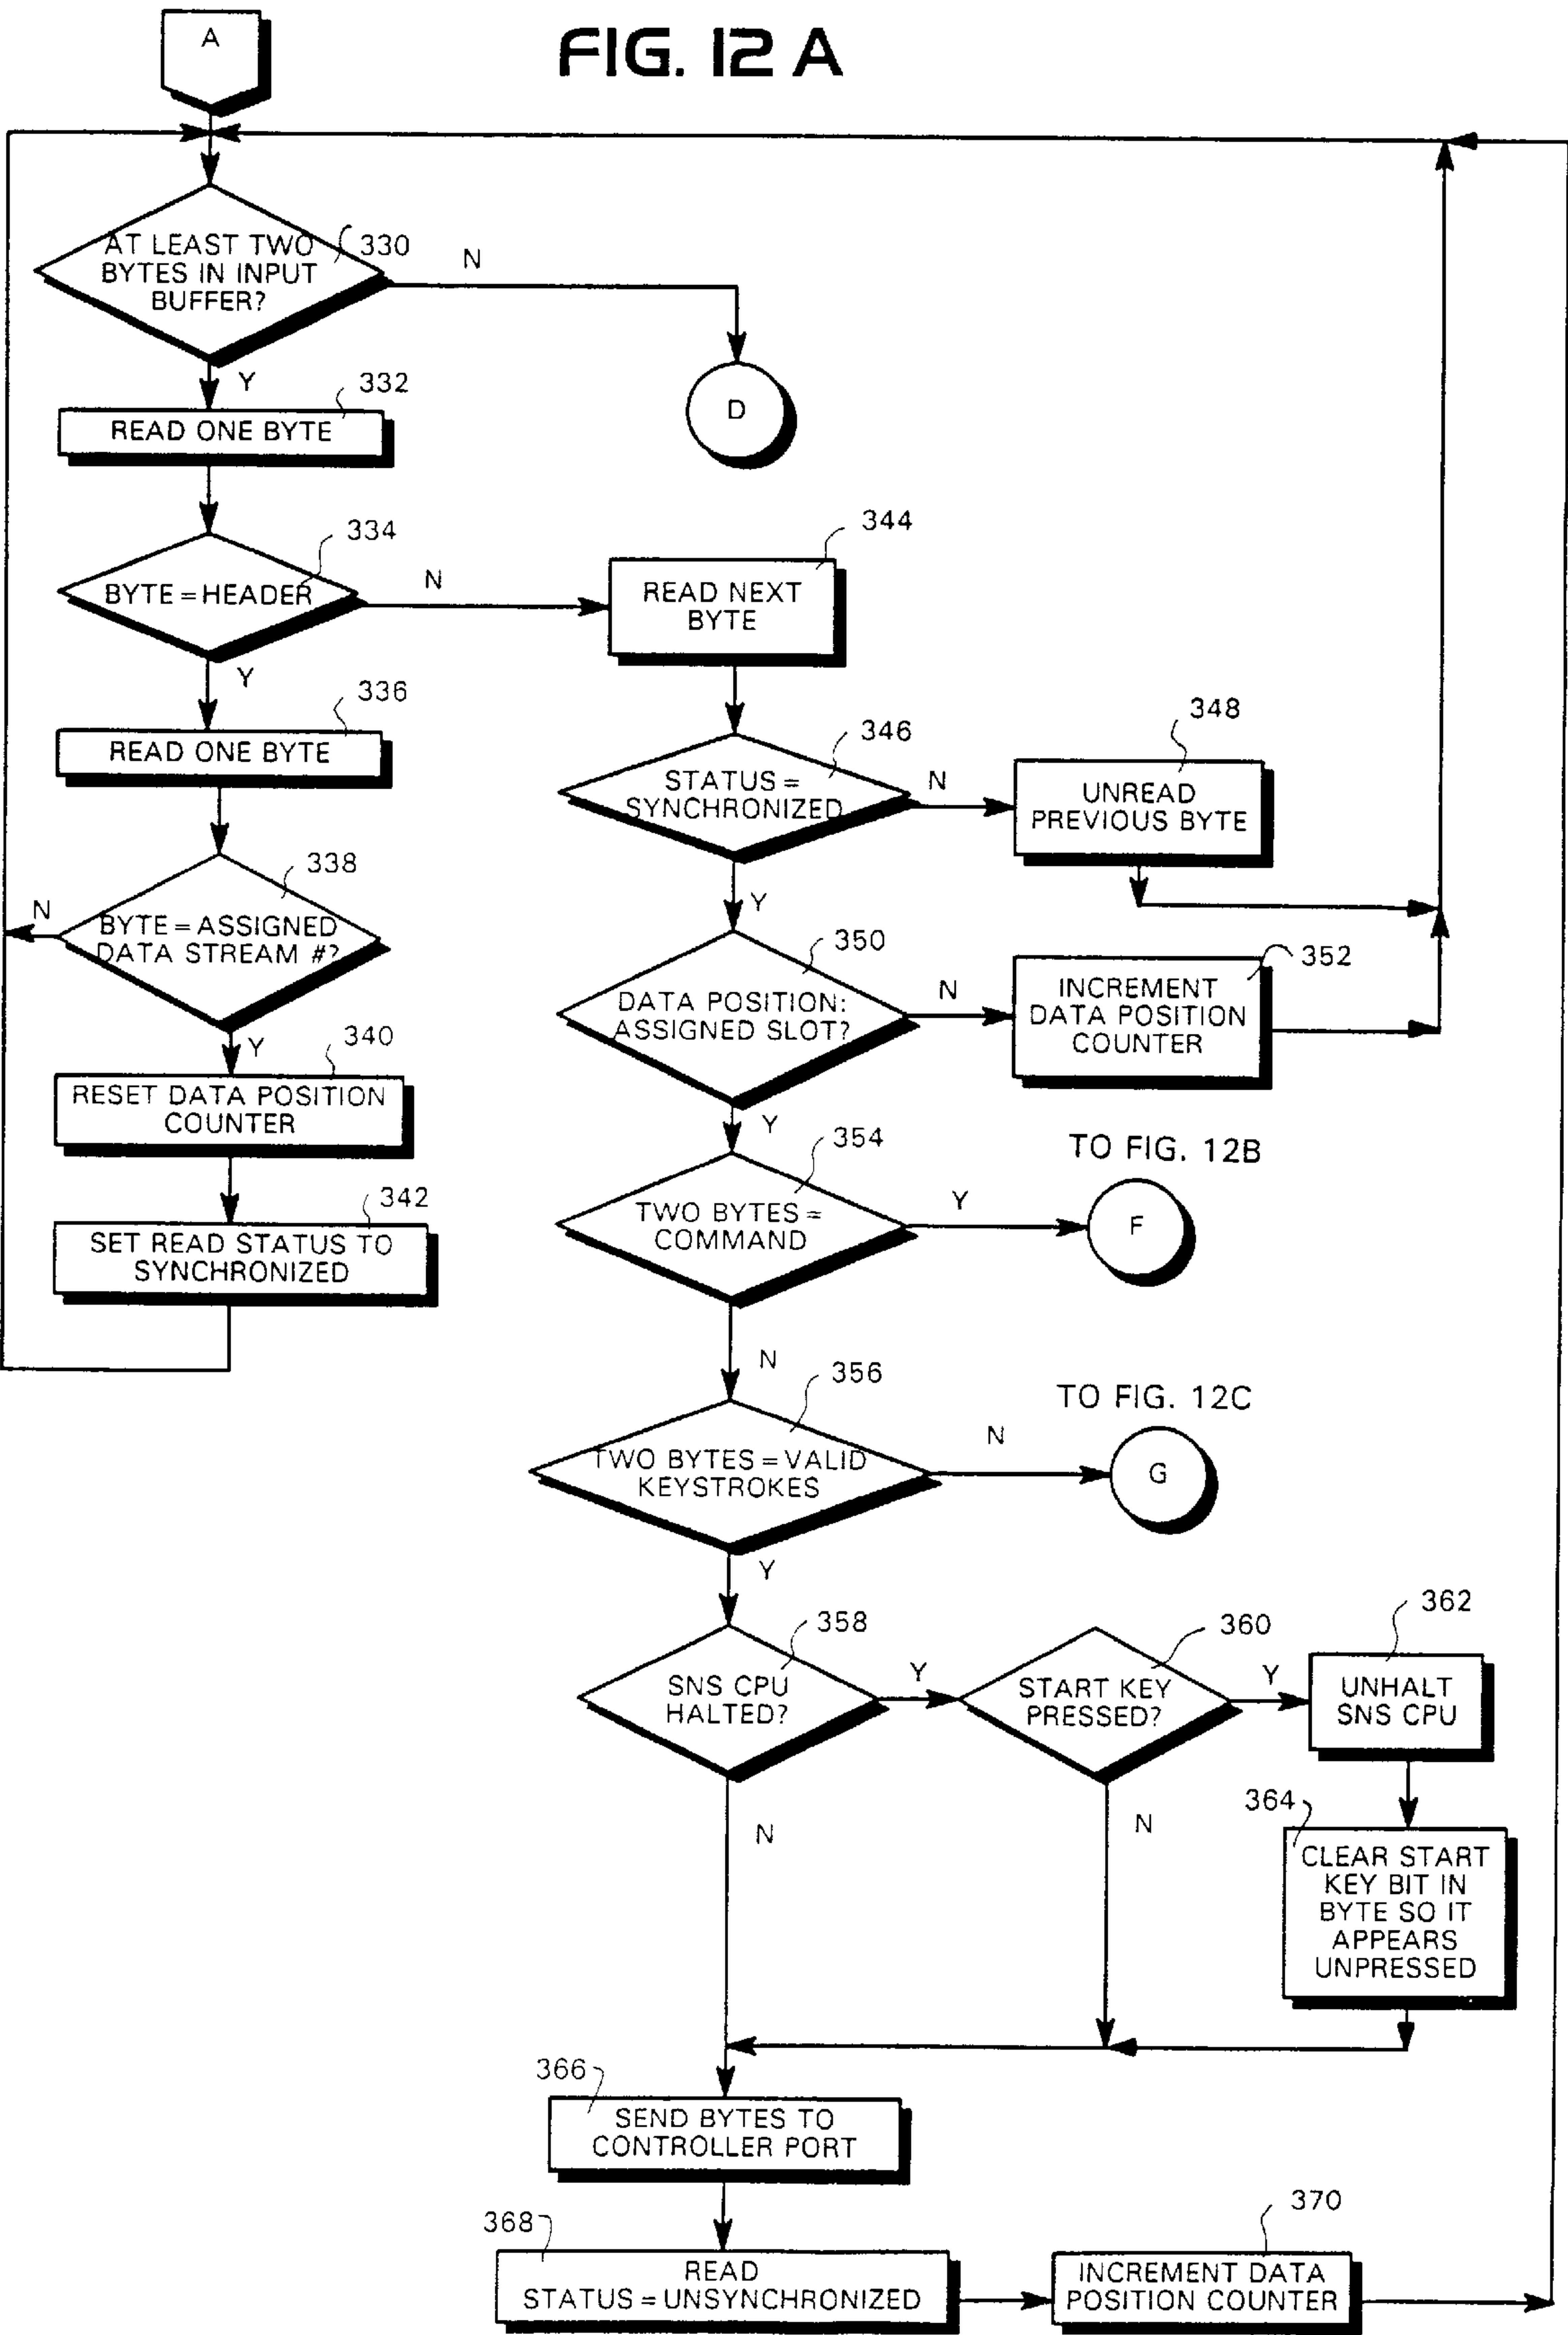 FIG. 12 A
A
AT LEAST TWO
BYTES IN INPUT
BUFFER?
330
N
Y
D
332
READ ONE BYTE
334
BYTE = HEADER
N
Y
344
READ NEXT
BYTE
336
READ ONE BYTE
346
STATUS =
SYNCHRONIZED
N
Y
348
UNREAD
PREVIOUS BYTE
338
BYTE = ASSIGNED
DATA STREAM #?
N
Y
350
DATA POSITION:
ASSIGNED SLOT?
N
Y
352
INCREMENT
DATA POSITION
COUNTER
340
RESET DATA POSITION
COUNTER
342
SET READ STATUS TO
SYNCHRONIZED
354
TWO BYTES =
COMMAND
Y
N
TO FIG. 12B
F
356
TWO BYTES = VALID
KEYSTROKES
N
Y
TO FIG. 12C
G
358
SNS CPU
HALTED?
Y
N
360
START KEY
PRESSED?
Y
N
362
UNHALT
SNS CPU
364
CLEAR START
KEY BIT IN
BYTE SO IT
APPEARS
UNPRESSED
366
SEND BYTES TO
CONTROLLER PORT
368
READ
STATUS = UNSYNCHRONIZED
370
INCREMENT DATA
POSITION COUNTER